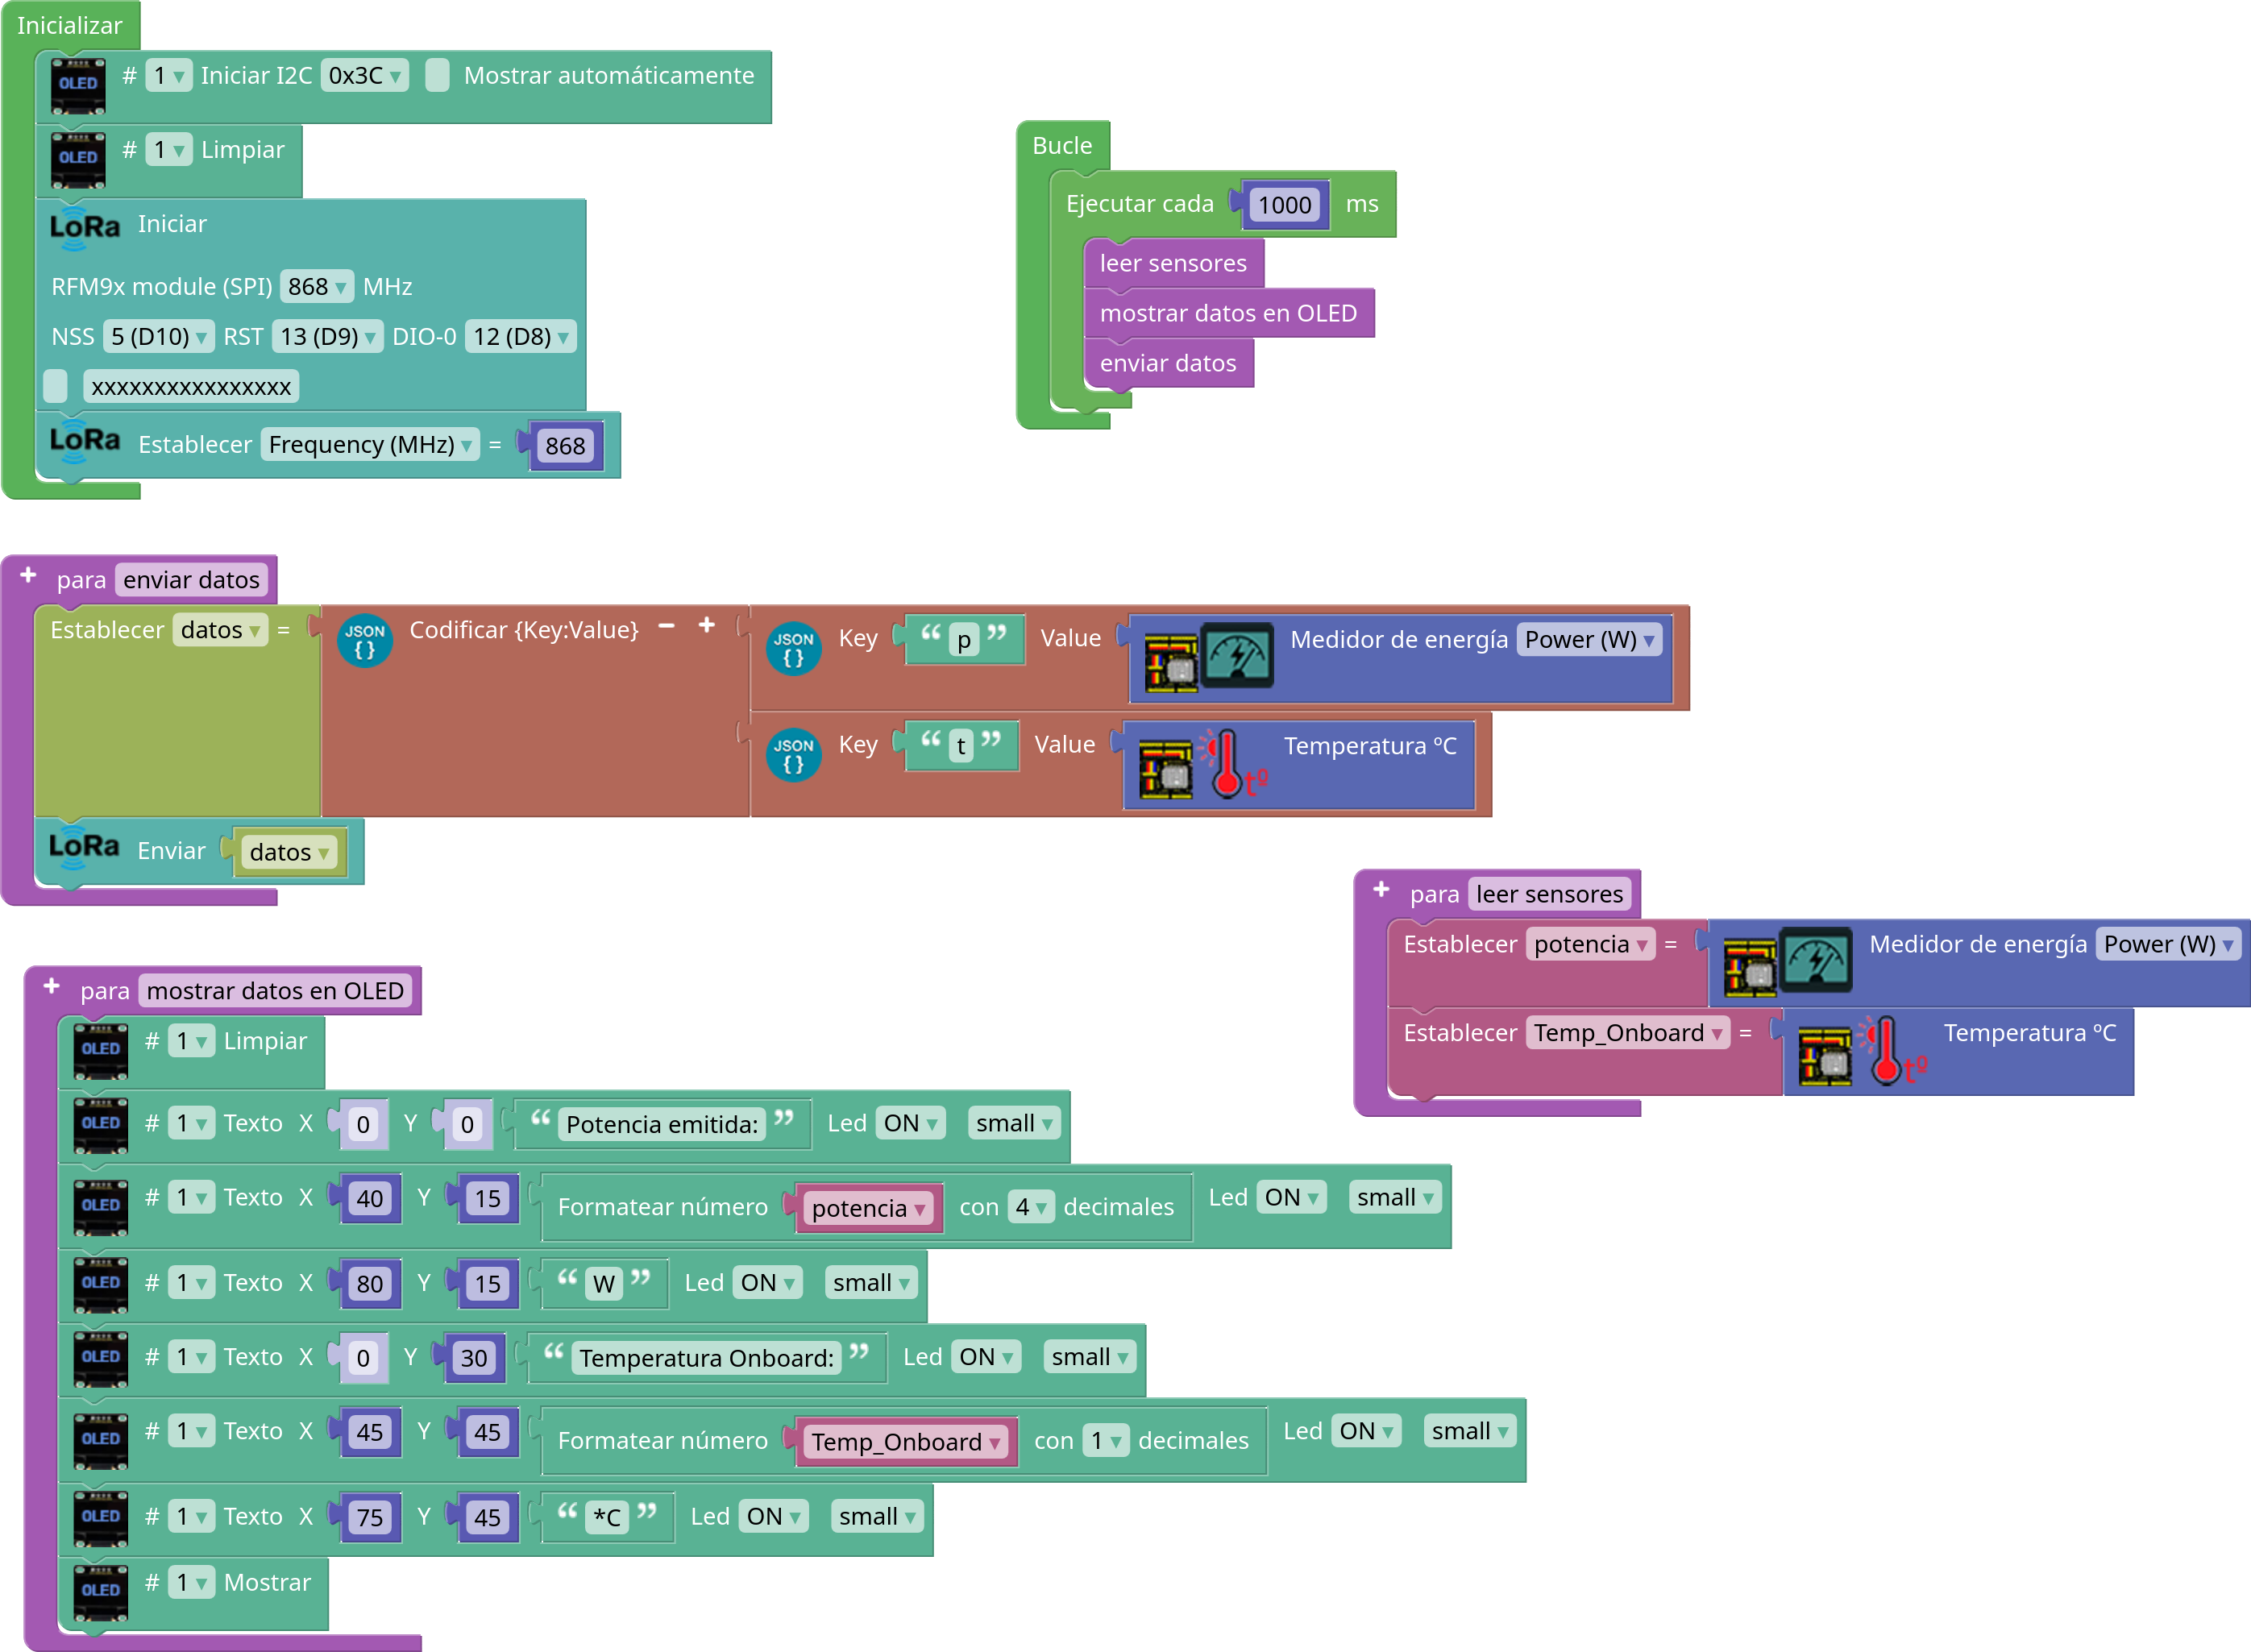 Inicializar
OLED # 1 ▾ Iniciar I2C 0x3C ▾ Mostrar automáticamente
OLED # 1 ▾ Limpiar
LoRa Iniciar
RFM9x module (SPI) 868 ▾ MHz
NSS 5 (D10) ▾ RST 13 (D9) ▾ DIO-0 12 (D8) ▾
xxxxxxxxxxxxxxxx
LoRa Establecer Frequency (MHz) ▾ = 868
Bucle
Ejecutar cada 1000 ms
leer sensores
mostrar datos en OLED
enviar datos
+ para enviar datos
Establecer datos ▾ = JSON { } Codificar {Key:Value} − + JSON { } Key “ p ” Value Medidor de energía Power (W) ▾
JSON { } Key “ t ” Value tº Temperatura ºC
LoRa Enviar datos ▾
+ para leer sensores
Establecer potencia ▾ = Medidor de energía Power (W) ▾
Establecer Temp_Onboard ▾ = tº Temperatura ºC
+ para mostrar datos en OLED
OLED # 1 ▾ Limpiar
OLED # 1 ▾ Texto X 0 Y 0 “ Potencia emitida: ” Led ON ▾ small ▾
OLED # 1 ▾ Texto X 40 Y 15 Formatear número potencia ▾ con 4 ▾ decimales Led ON ▾ small ▾
OLED # 1 ▾ Texto X 80 Y 15 “ W ” Led ON ▾ small ▾
OLED # 1 ▾ Texto X 0 Y 30 “ Temperatura Onboard: ” Led ON ▾ small ▾
OLED # 1 ▾ Texto X 45 Y 45 Formatear número Temp_Onboard ▾ con 1 ▾ decimales Led ON ▾ small ▾
OLED # 1 ▾ Texto X 75 Y 45 “ *C ” Led ON ▾ small ▾
OLED # 1 ▾ Mostrar